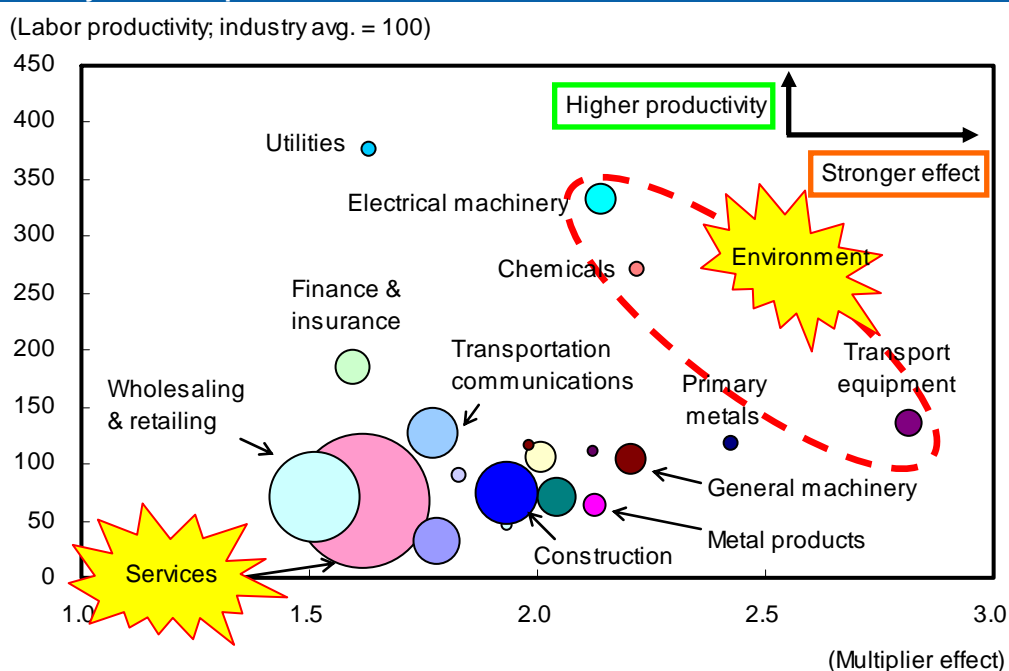 (Labor productivity; industry avg. = 100)
450
400
350
300
250
200
150
100
50
0
Higher productivity
Stronger effect
Utilities
Electrical machinery
Environment
Chemicals
Finance &
insurance
Transportation
communications
Transport
equipment
Primary
metals
Wholesaling
& retailing
General machinery
Metal products
Construction
Services
1.0
1.5
2.0
2.5
3.0
(Multiplier effect)